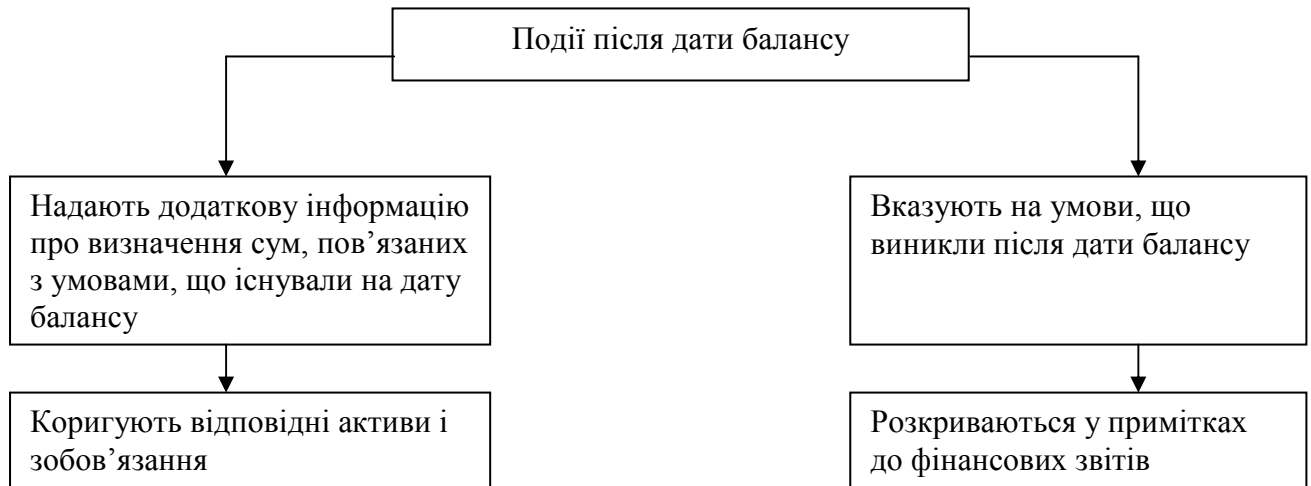 Події після дати балансу
Надають додаткову інформацію
про визначення сум, пов’язаних
з умовами, що існували на дату
балансу
Вказують на умови, що
виникли після дати балансу
Коригують відповідні активи і
зобов’язання
Розкриваються у примітках
до фінансових звітів